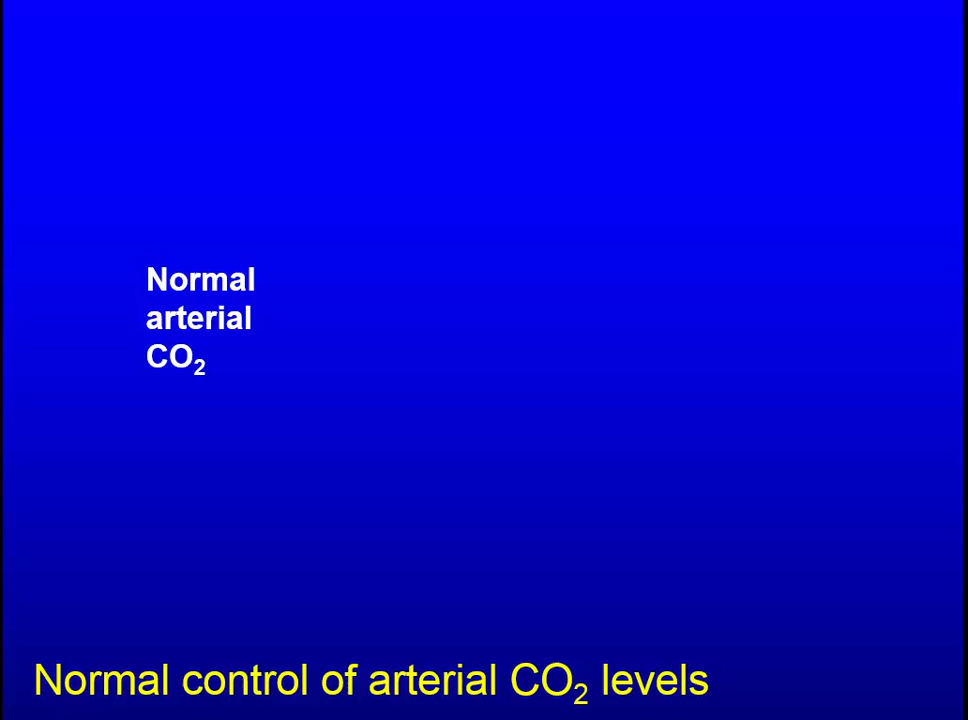 Normal
arterial
CO₂
Normal control of arterial CO₂ levels